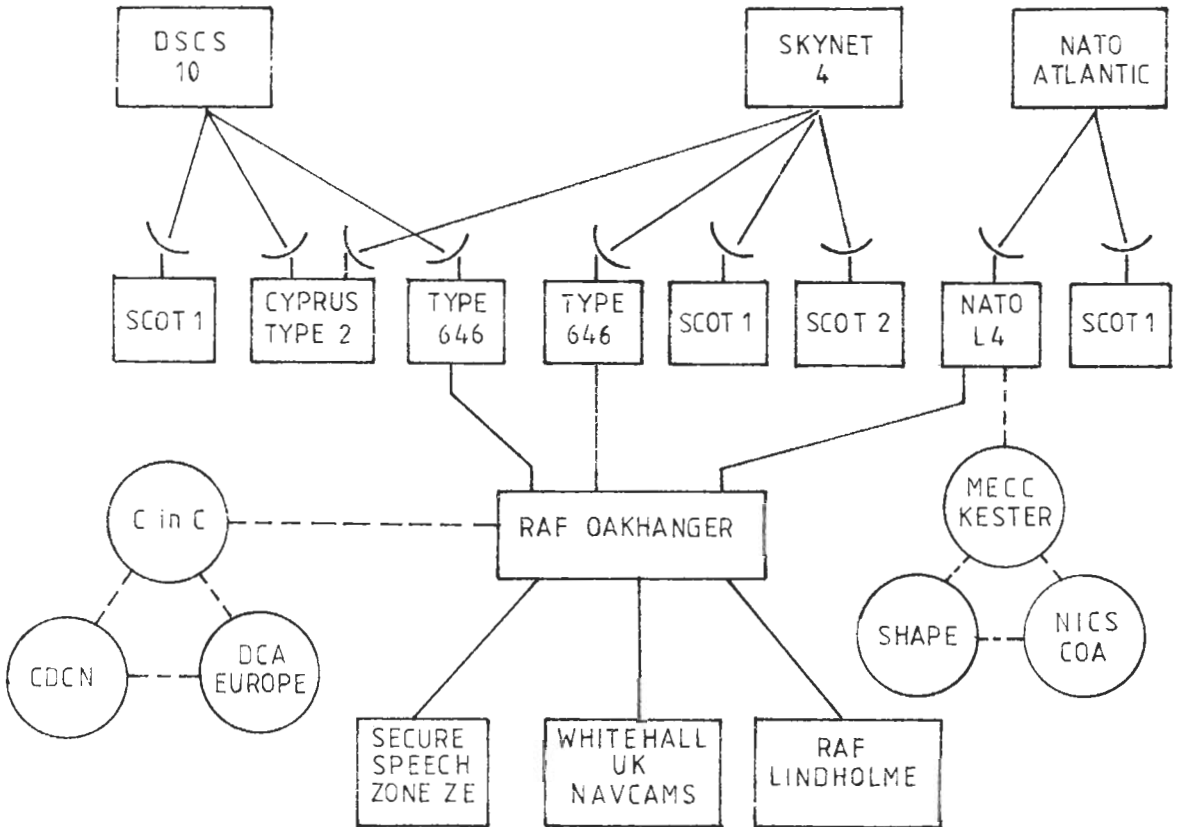 DSCS
10
SKYNET
4
NATO
ATLANTIC
SCOT 1
CYPRUS
TYPE 2
TYPE
646
TYPE
646
SCOT 1
SCOT 2
NATO
L4
SCOT 1
C in C
RAF OAKHANGER
MECC
KESTER
CDCN
DCA
EUROPE
SHAPE
NICS
COA
SECURE
SPEECH
ZONE ZE
WHITEHALL
UK
NAVCAMS
RAF
LINDHOLME